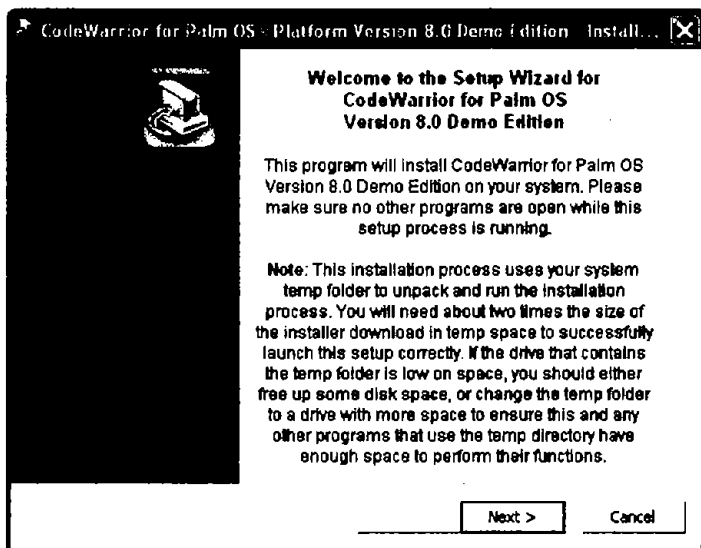 CodeWarrior for Palm OS - Platform Version 8.0 Demo Edition Install...
Welcome to the Setup Wizard for
CodeWarrior for Palm OS
Version 8.0 Demo Edition
This program will install CodeWarrior for Palm OS
Version 8.0 Demo Edition on your system. Please
make sure no other programs are open while this
setup process is running.
Note: This installation process uses your system
temp folder to unpack and run the installation
process. You will need about two times the size of
the installer download in temp space to successfully
launch this setup correctly. If the drive that contains
the temp folder is low on space, you should either
free up some disk space, or change the temp folder
to a drive with more space to ensure this and any
other programs that use the temp directory have
enough space to perform their functions.
Next >
Cancel